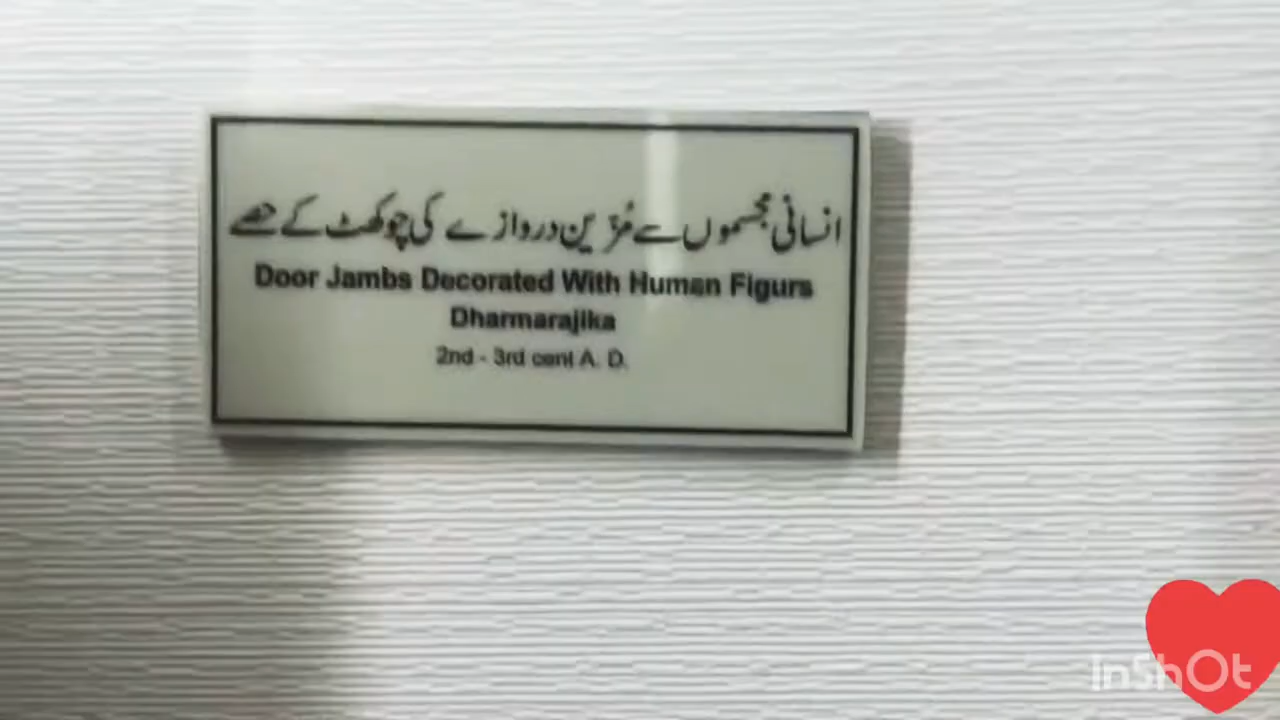 انسانی مجسموں سے مُزین دروازے کی چوکھٹ کے حصے
Door Jambs Decorated With Human Figurs
Dharmarajika
2nd - 3rd cent A. D.
InShOt